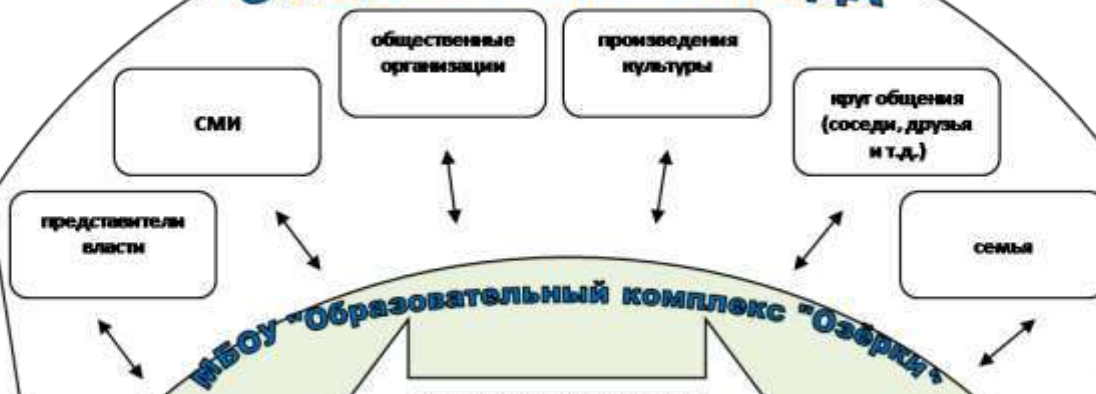 общественные
организации
произведения
культуры
СМИ
круг общения
(соседи, друзья
и т.д.)
представители
власти
семья
МБОУ "Образовательный комплекс "Озёрки"